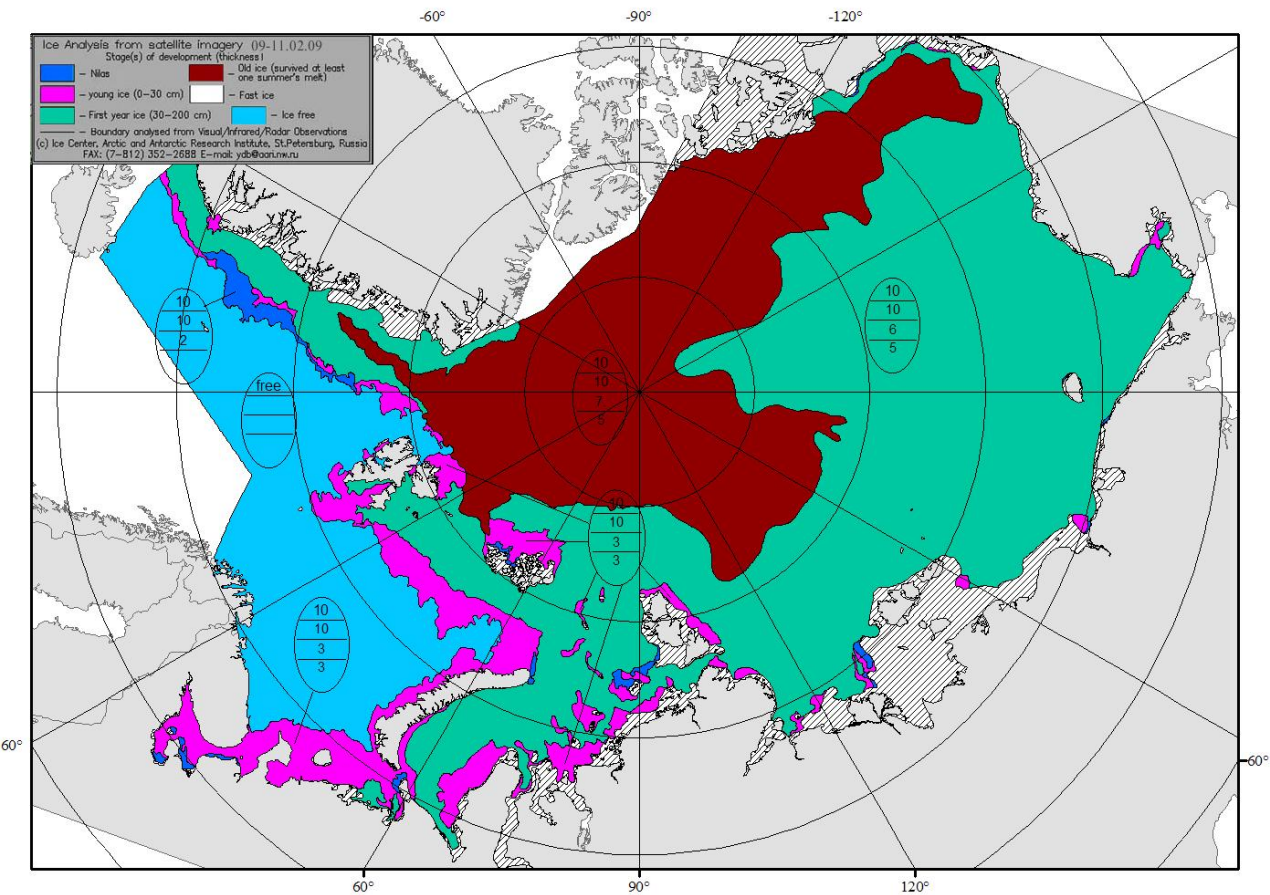 -60°
-90°
-120°
Ice Analysis from satellite imagery 09-11.02.09
Stage(s) of development (thickness)
– Nilas
– Old ice (survived at least
one summer's melt)
– young ice (0–30 cm)
– Fast ice
– First year ice (30–200 cm)
– Ice free
– Boundary analysed from Visual/Infrared/Radar Observations
(c) Ice Center, Arctic and Antarctic Research Institute, St.Petersburg, Russia
FAX: (7–812) 352–2688 E–mail: ydb@aari.nw.ru
10
10
2
10
10
6
5
free
10
10
7
5
10
10
3
3
10
10
3
3
60°
60°
60°
90°
120°